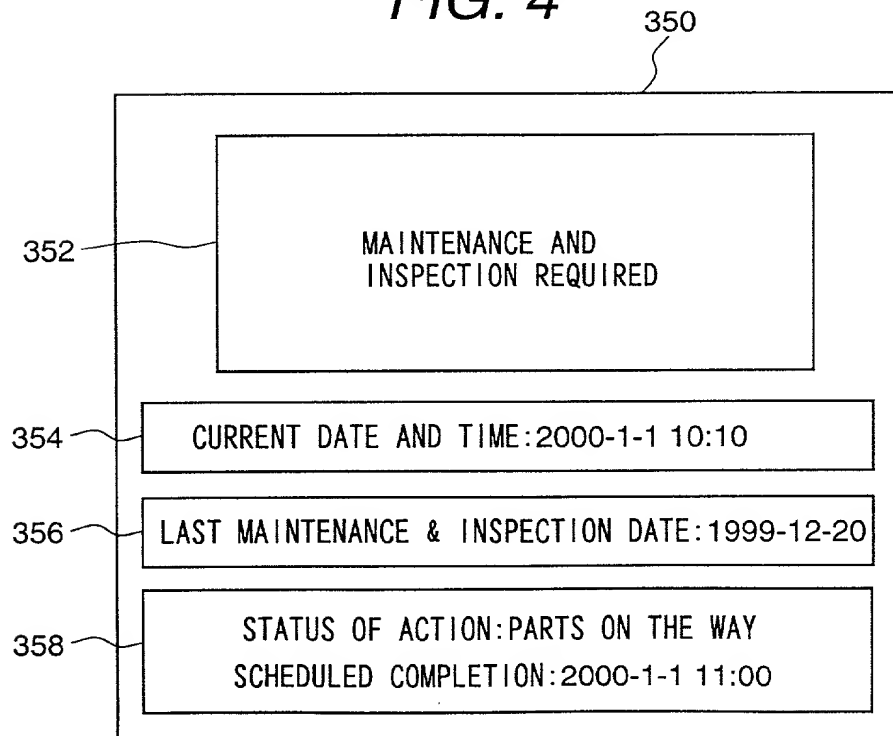 FIG. 4
350
352
MAINTENANCE AND
INSPECTION REQUIRED
354
CURRENT DATE AND TIME:2000-1-1 10:10
356
LAST MAINTENANCE & INSPECTION DATE:1999-12-20
358
STATUS OF ACTION:PARTS ON THE WAY
SCHEDULED COMPLETION:2000-1-1 11:00